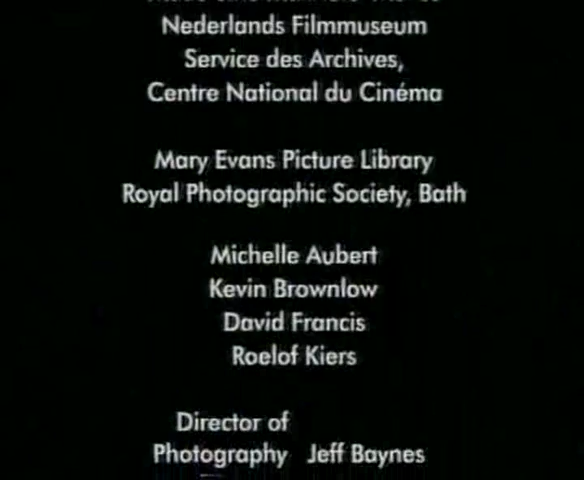 Nederlands Filmmuseum
Service des Archives,
Centre National du Cinéma
Mary Evans Picture Library
Royal Photographic Society, Bath
Michelle Aubert
Kevin Brownlow
David Francis
Roelof Kiers
Director of
Photography Jeff Baynes